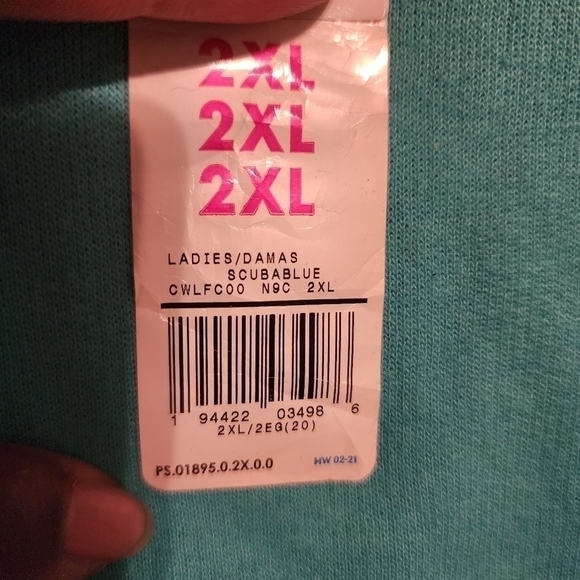 2XL
2XL
2XL
LADIES/DAMAS
SCUBABLUE
CWLFC00 N9C 2XL
1 94422 03498 6
2XL/2EG(20)
PS.01895.0.2X.0.0 HW 02-21